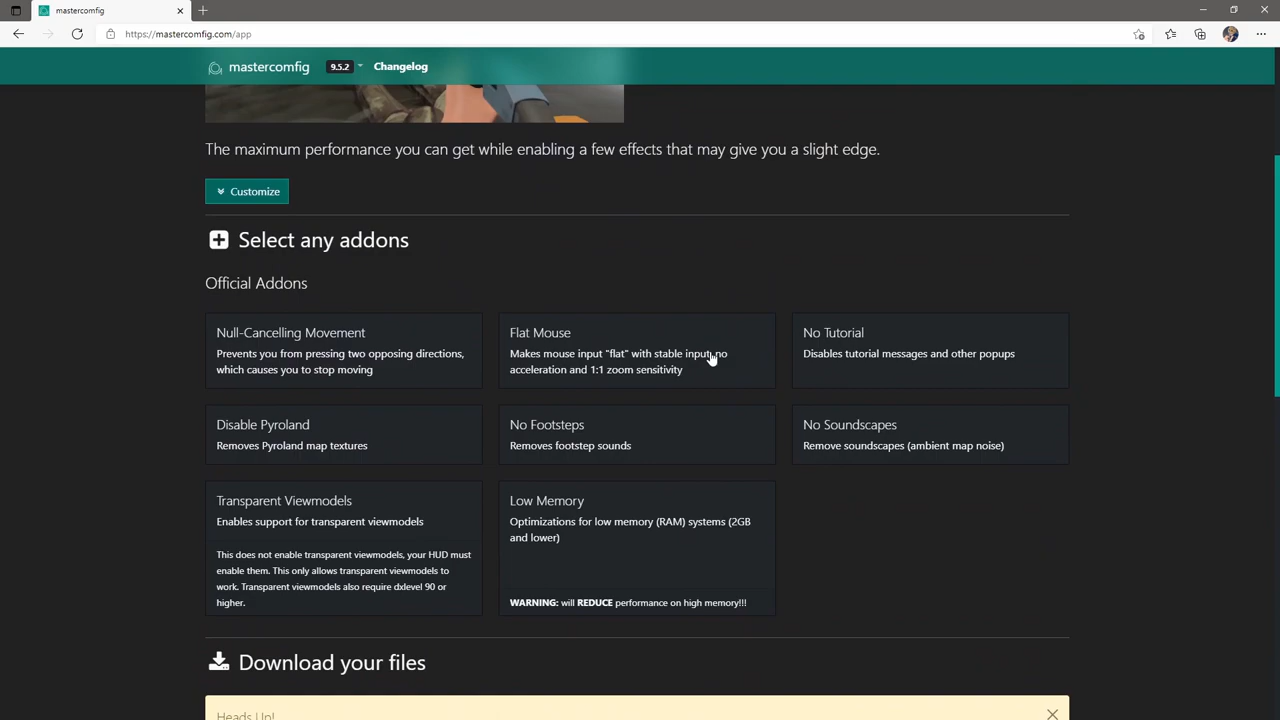 mastercomfig
https://mastercomfig.com/app
mastercomfig 9.5.2 Changelog
The maximum performance you can get while enabling a few effects that may give you a slight edge.
Customize
Select any addons
Official Addons
Null-Cancelling Movement
Prevents you from pressing two opposing directions,
which causes you to stop moving
Flat Mouse
Makes mouse input "flat" with stable input, no
acceleration and 1:1 zoom sensitivity
No Tutorial
Disables tutorial messages and other popups
Disable Pyroland
Removes Pyroland map textures
No Footsteps
Removes footstep sounds
No Soundscapes
Remove soundscapes (ambient map noise)
Transparent Viewmodels
Enables support for transparent viewmodels
This does not enable transparent viewmodels, your HUD must
enable them. This only allows transparent viewmodels to
work. Transparent viewmodels also require dxlevel 90 or
higher.
Low Memory
Optimizations for low memory (RAM) systems (2GB
and lower)
WARNING: will REDUCE performance on high memory!!!
Download your files
Heads Up!